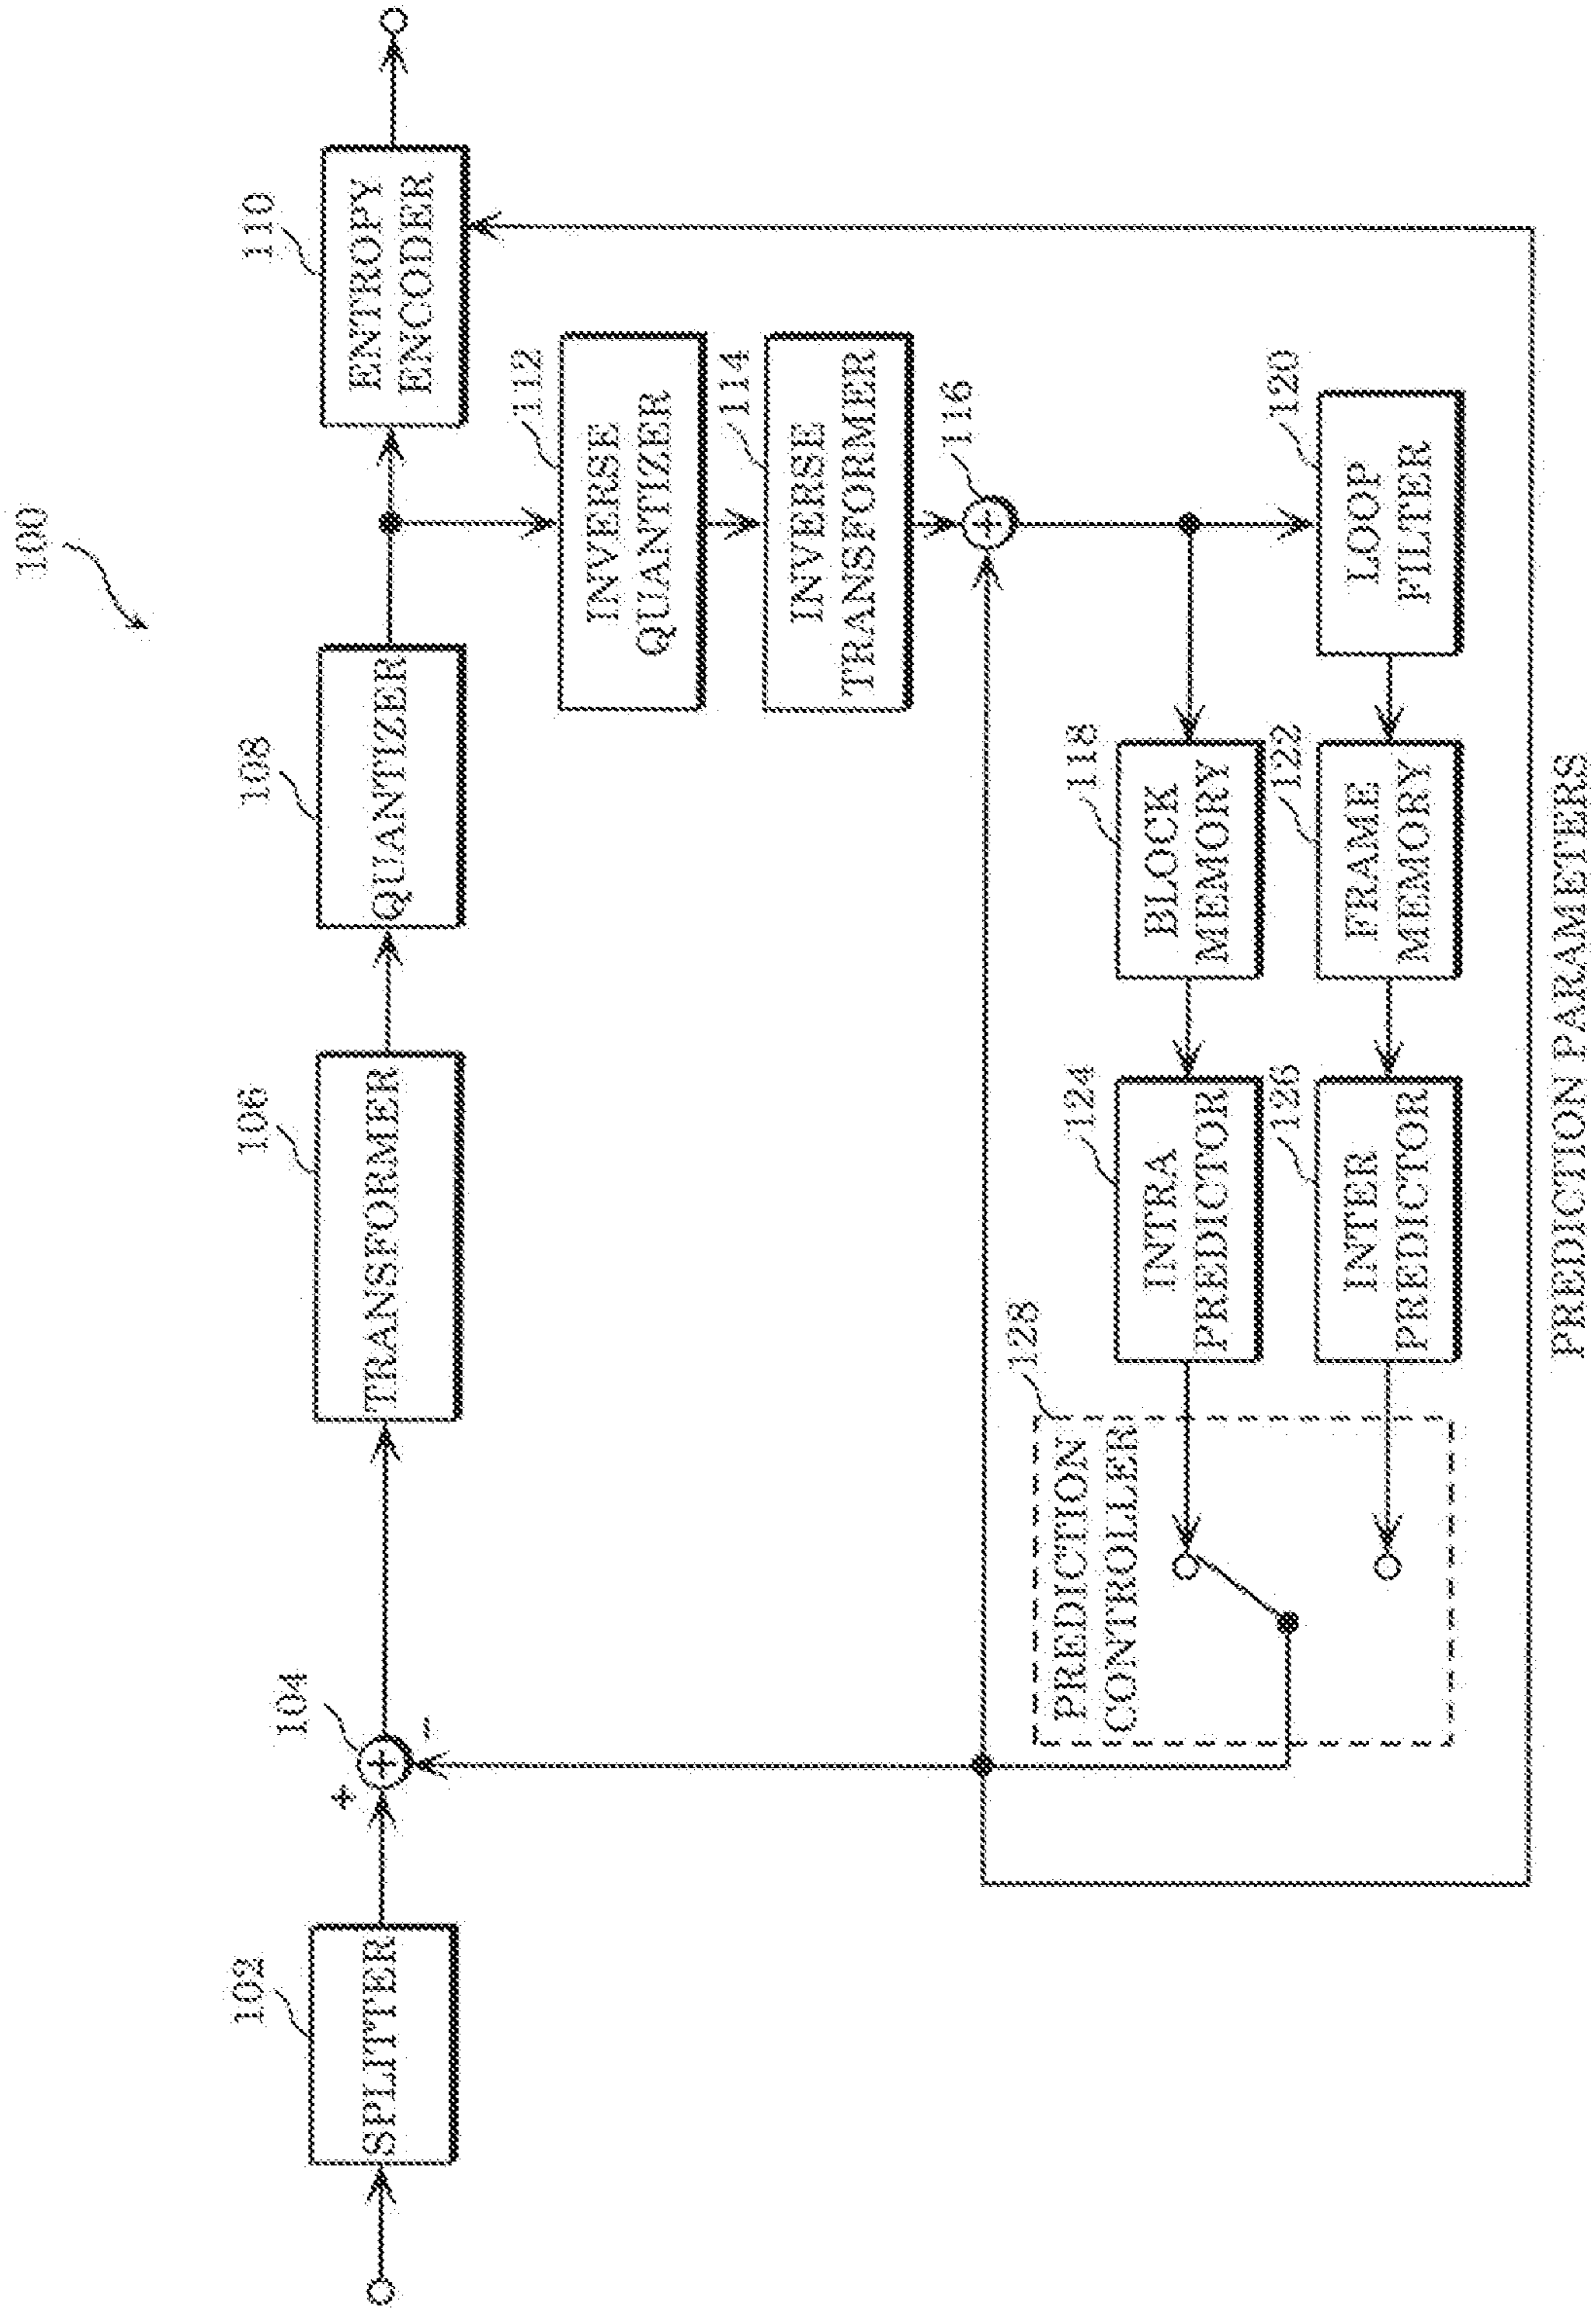 100
102
SPLITTER
104
+
-
106
TRANSFORMER
108
QUANTIZER
110
ENTROPY
ENCODER
112
INVERSE
QUANTIZER
114
INVERSE
TRANSFORMER
116
128
PREDICTION
CONTROLLER
124
INTRA
PREDICTOR
118
BLOCK
MEMORY
126
INTER
PREDICTOR
122
FRAME
MEMORY
120
LOOP
FILTER
PREDICTION PARAMETERS